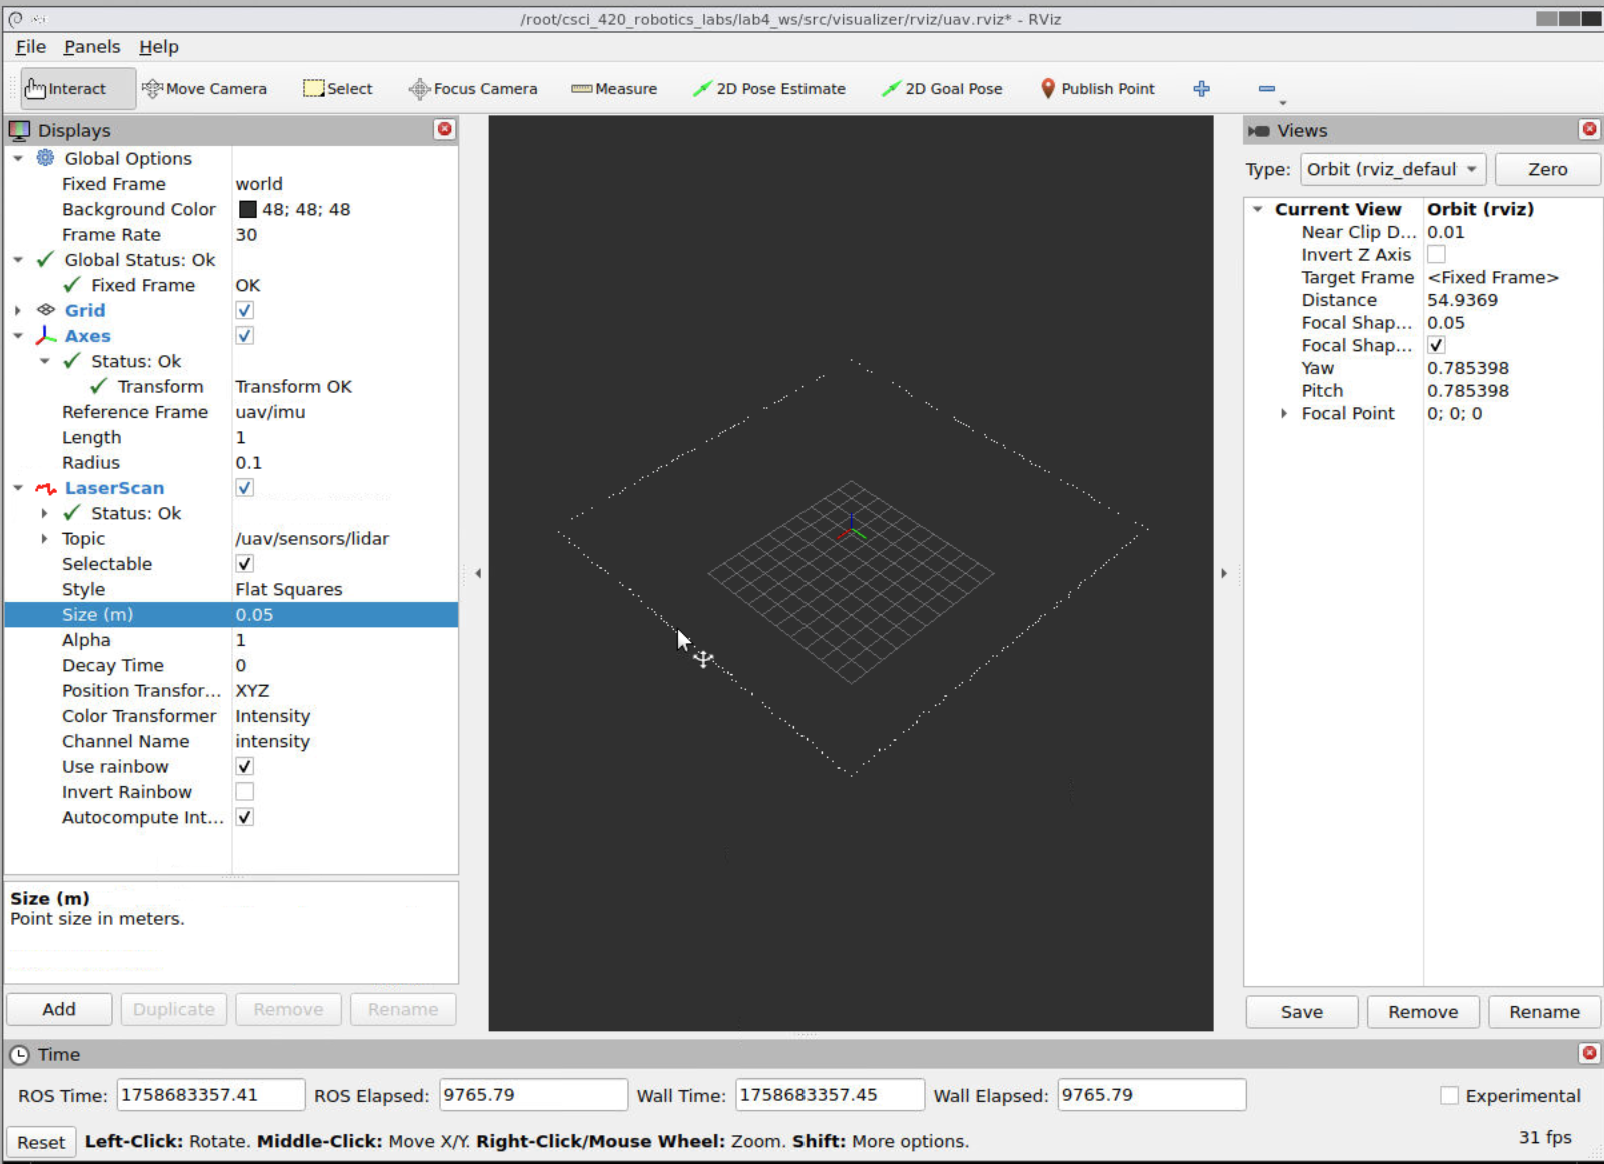 /root/csci_420_robotics_labs/lab4_ws/src/visualizer/rviz/uav.rviz* - RViz
File Panels Help
Interact Move Camera Select Focus Camera Measure 2D Pose Estimate 2D Goal Pose Publish Point
Displays
Global Options
Fixed Frame world
Background Color 48; 48; 48
Frame Rate 30
Global Status: Ok
Fixed Frame OK
Grid
Axes
Status: Ok
Transform Transform OK
Reference Frame uav/imu
Length 1
Radius 0.1
LaserScan
Status: Ok
Topic /uav/sensors/lidar
Selectable
Style Flat Squares
Size (m) 0.05
Alpha 1
Decay Time 0
Position Transfor... XYZ
Color Transformer Intensity
Channel Name intensity
Use rainbow
Invert Rainbow
Autocompute Int...
Size (m)
Point size in meters.
Add Duplicate Remove Rename
Views
Type: Orbit (rviz_defaul Zero
Current View Orbit (rviz)
Near Clip D... 0.01
Invert Z Axis
Target Frame <Fixed Frame>
Distance 54.9369
Focal Shap... 0.05
Focal Shap...
Yaw 0.785398
Pitch 0.785398
Focal Point 0; 0; 0
Save Remove Rename
Time
ROS Time: 1758683357.41 ROS Elapsed: 9765.79 Wall Time: 1758683357.45 Wall Elapsed: 9765.79 Experimental
Reset Left-Click: Rotate. Middle-Click: Move X/Y. Right-Click/Mouse Wheel: Zoom. Shift: More options. 31 fps